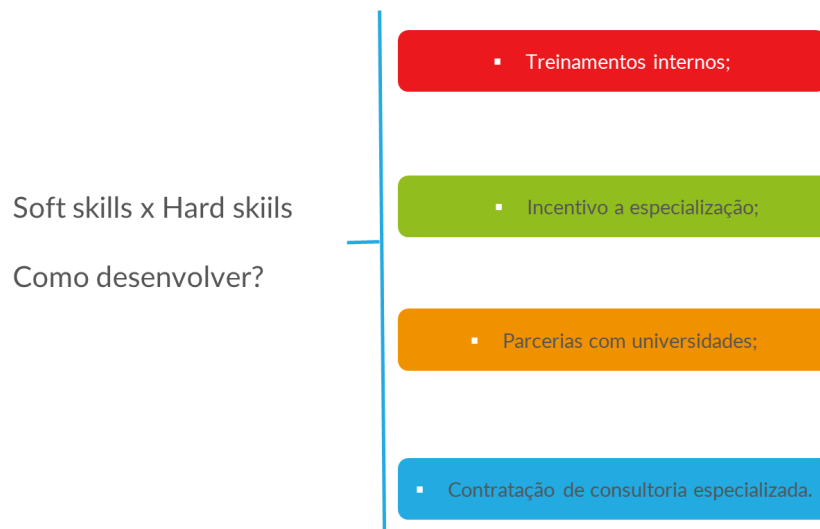 Soft skills x Hard skiils
Como desenvolver?
▪ Treinamentos internos;
▪ Incentivo a especialização;
▪ Parcerias com universidades;
▪ Contratação de consultoria especializada.